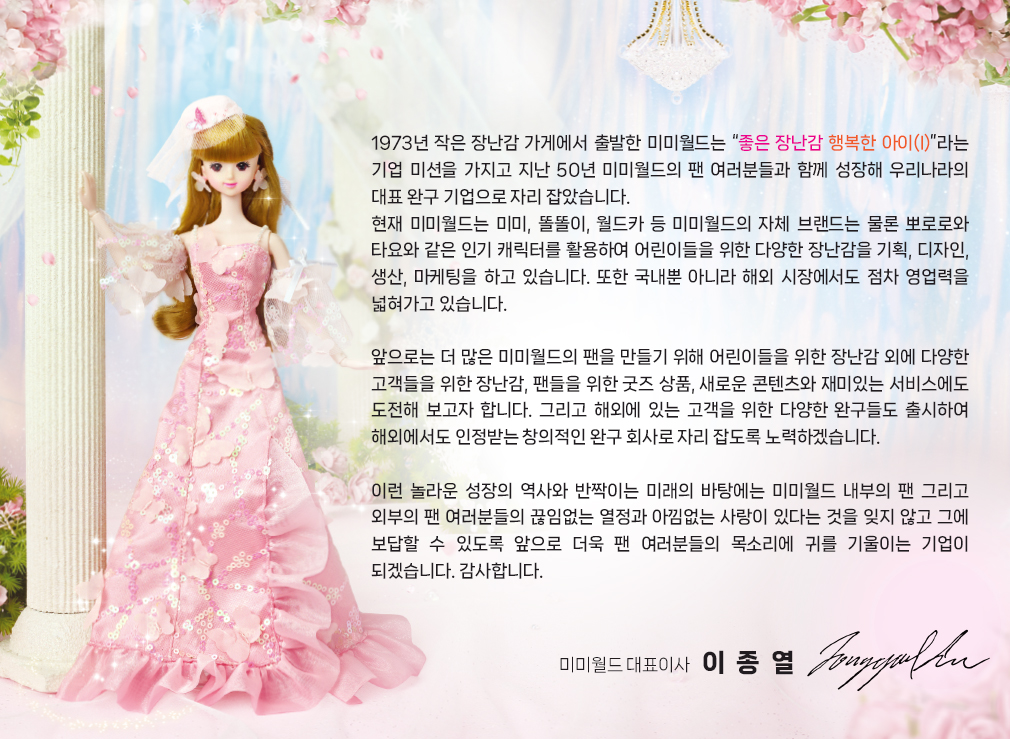 1973년 작은 장난감 가게에서 출발한 미미월드는 “좋은 장난감 행복한 아이(I)”라는
기업 미션을 가지고 지난 50년 미미월드의 팬 여러분들과 함께 성장해 우리나라의
대표 완구 기업으로 자리 잡았습니다.
현재 미미월드는 미미, 똘똘이, 월드카 등 미미월드의 자체 브랜드는 물론 뽀로로와
타요와 같은 인기 캐릭터를 활용하여 어린이들을 위한 다양한 장난감을 기획, 디자인,
생산, 마케팅을 하고 있습니다. 또한 국내뿐 아니라 해외 시장에서도 점차 영업력을
넓혀가고 있습니다.
앞으로는 더 많은 미미월드의 팬을 만들기 위해 어린이들을 위한 장난감 외에 다양한
고객들을 위한 장난감, 팬들을 위한 굿즈 상품, 새로운 콘텐츠와 재미있는 서비스에도
도전해 보고자 합니다. 그리고 해외에 있는 고객을 위한 다양한 완구들도 출시하여
해외에서도 인정받는 창의적인 완구 회사로 자리 잡도록 노력하겠습니다.
이런 놀라운 성장의 역사와 반짝이는 미래의 바탕에는 미미월드 내부의 팬 그리고
외부의 팬 여러분들의 끊임없는 열정과 아낌없는 사랑이 있다는 것을 잊지 않고 그에
보답할 수 있도록 앞으로 더욱 팬 여러분들의 목소리에 귀를 기울이는 기업이
되겠습니다. 감사합니다.
미미월드 대표이사 이종열